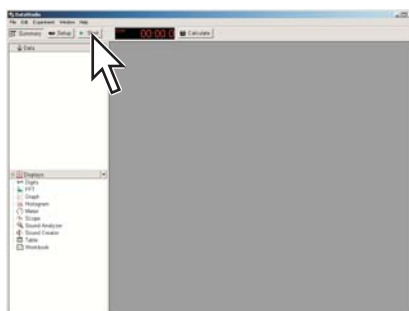 DataStudio
File Edit Experiment Window Help
Summary Setup Start 00:00.0 Calculate
Data
Displays
Digits
FFT
Graph
Histogram
Meter
Scope
Sound Analyzer
Sound Creator
Table
Workbook